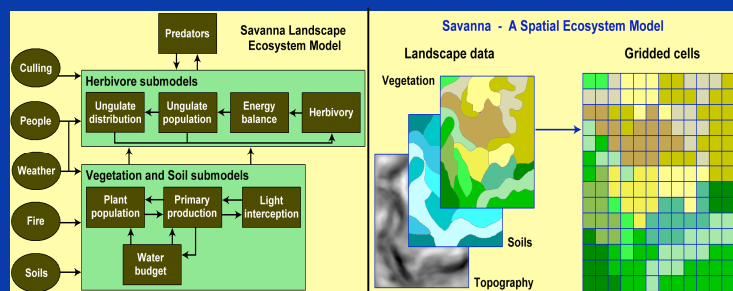 Predators
Savanna Landscape
Ecosystem Model
Culling
Herbivore submodels
Ungulate
distribution
Ungulate
population
Energy
balance
Herbivory
People
Weather
Vegetation and Soil submodels
Plant
population
Primary
production
Light
interception
Fire
Water
budget
Soils
Savanna - A Spatial Ecosystem Model
Landscape data
Gridded cells
Vegetation
Soils
Topography